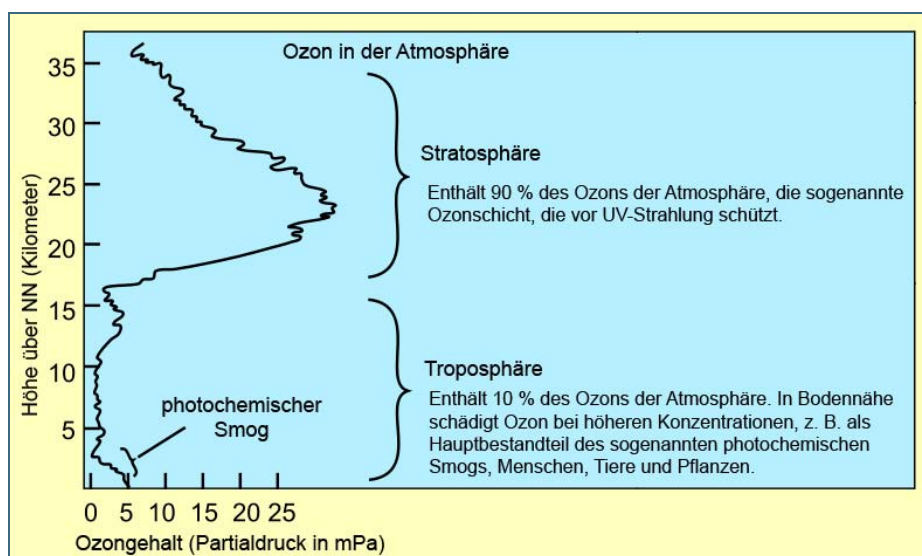 Ozon in der Atmosphäre
Höhe über NN (Kilometer)
35
30
25
20
15
10
5
Stratosphäre
Enthält 90 % des Ozons der Atmosphäre, die sogenannte
Ozonschicht, die vor UV-Strahlung schützt.
Troposphäre
Enthält 10 % des Ozons der Atmosphäre. In Bodennähe
schädigt Ozon bei höheren Konzentrationen, z. B. als
Hauptbestandteil des sogenannten photochemischen
Smogs, Menschen, Tiere und Pflanzen.
photochemischer
Smog
0 5 10 15 20 25
Ozongehalt (Partialdruck in mPa)